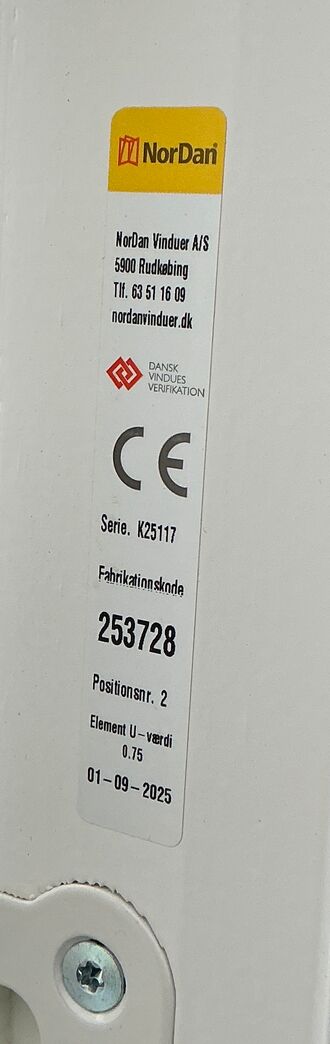 NorDan
NorDan Vinduer A/S
5900 Rudkøbing
Tlf. 63 51 16 09
nordanvinduer.dk
DANSK
VINDUES
VERIFIKATION
CE
Serie. K25117
Fabrikationskode
253728
Positionsnr. 2
Element U-værdi
0.75
01-09-2025